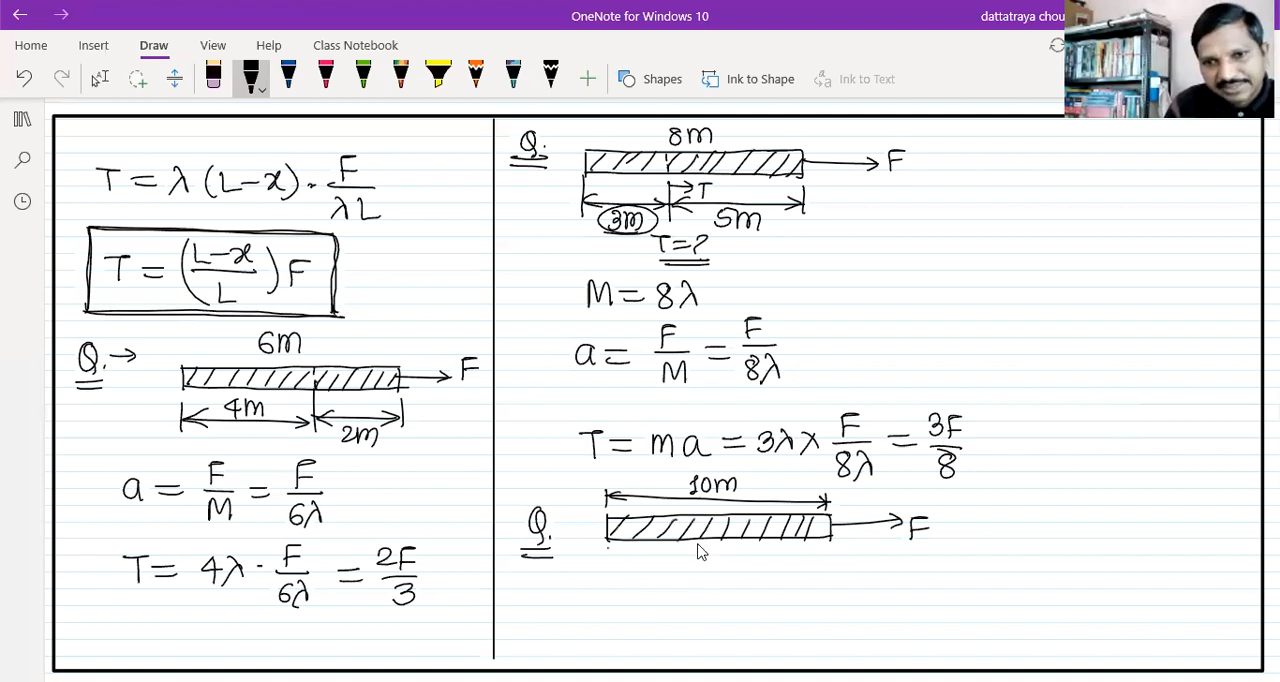 OneNote for Windows 10
dattatraya chou
Home Insert Draw View Help Class Notebook
Shapes Ink to Shape Ink to Text
T = λ (L-x) · F/λL
T = (L-x/L) F
Q. →
6m
F
4m
2m
a = F/M = F/6λ
T = 4λ · F/6λ = 2F/3
Q.
8m
F
T
3m
5m
T=?
M = 8λ
a = F/M = F/8λ
T = ma = 3λ × F/8λ = 3F/8
10m
Q.
F